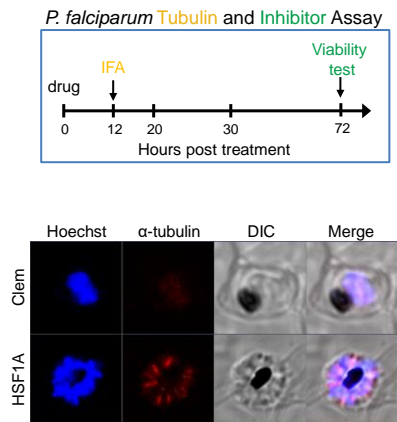 P. falciparum Tubulin and Inhibitor Assay
Viability
test
IFA
drug
0 12 20 30 72
Hours post treatment
Hoechst α-tubulin DIC Merge
Clem
HSF1A